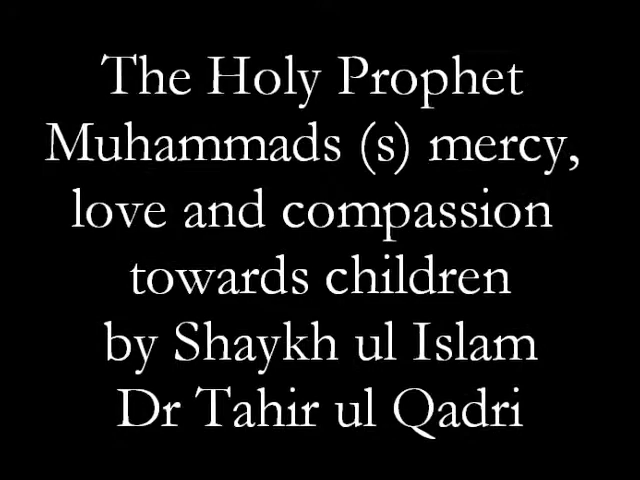 The Holy Prophet
Muhammads (s) mercy,
love and compassion
towards children
by Shaykh ul Islam
Dr Tahir ul Qadri